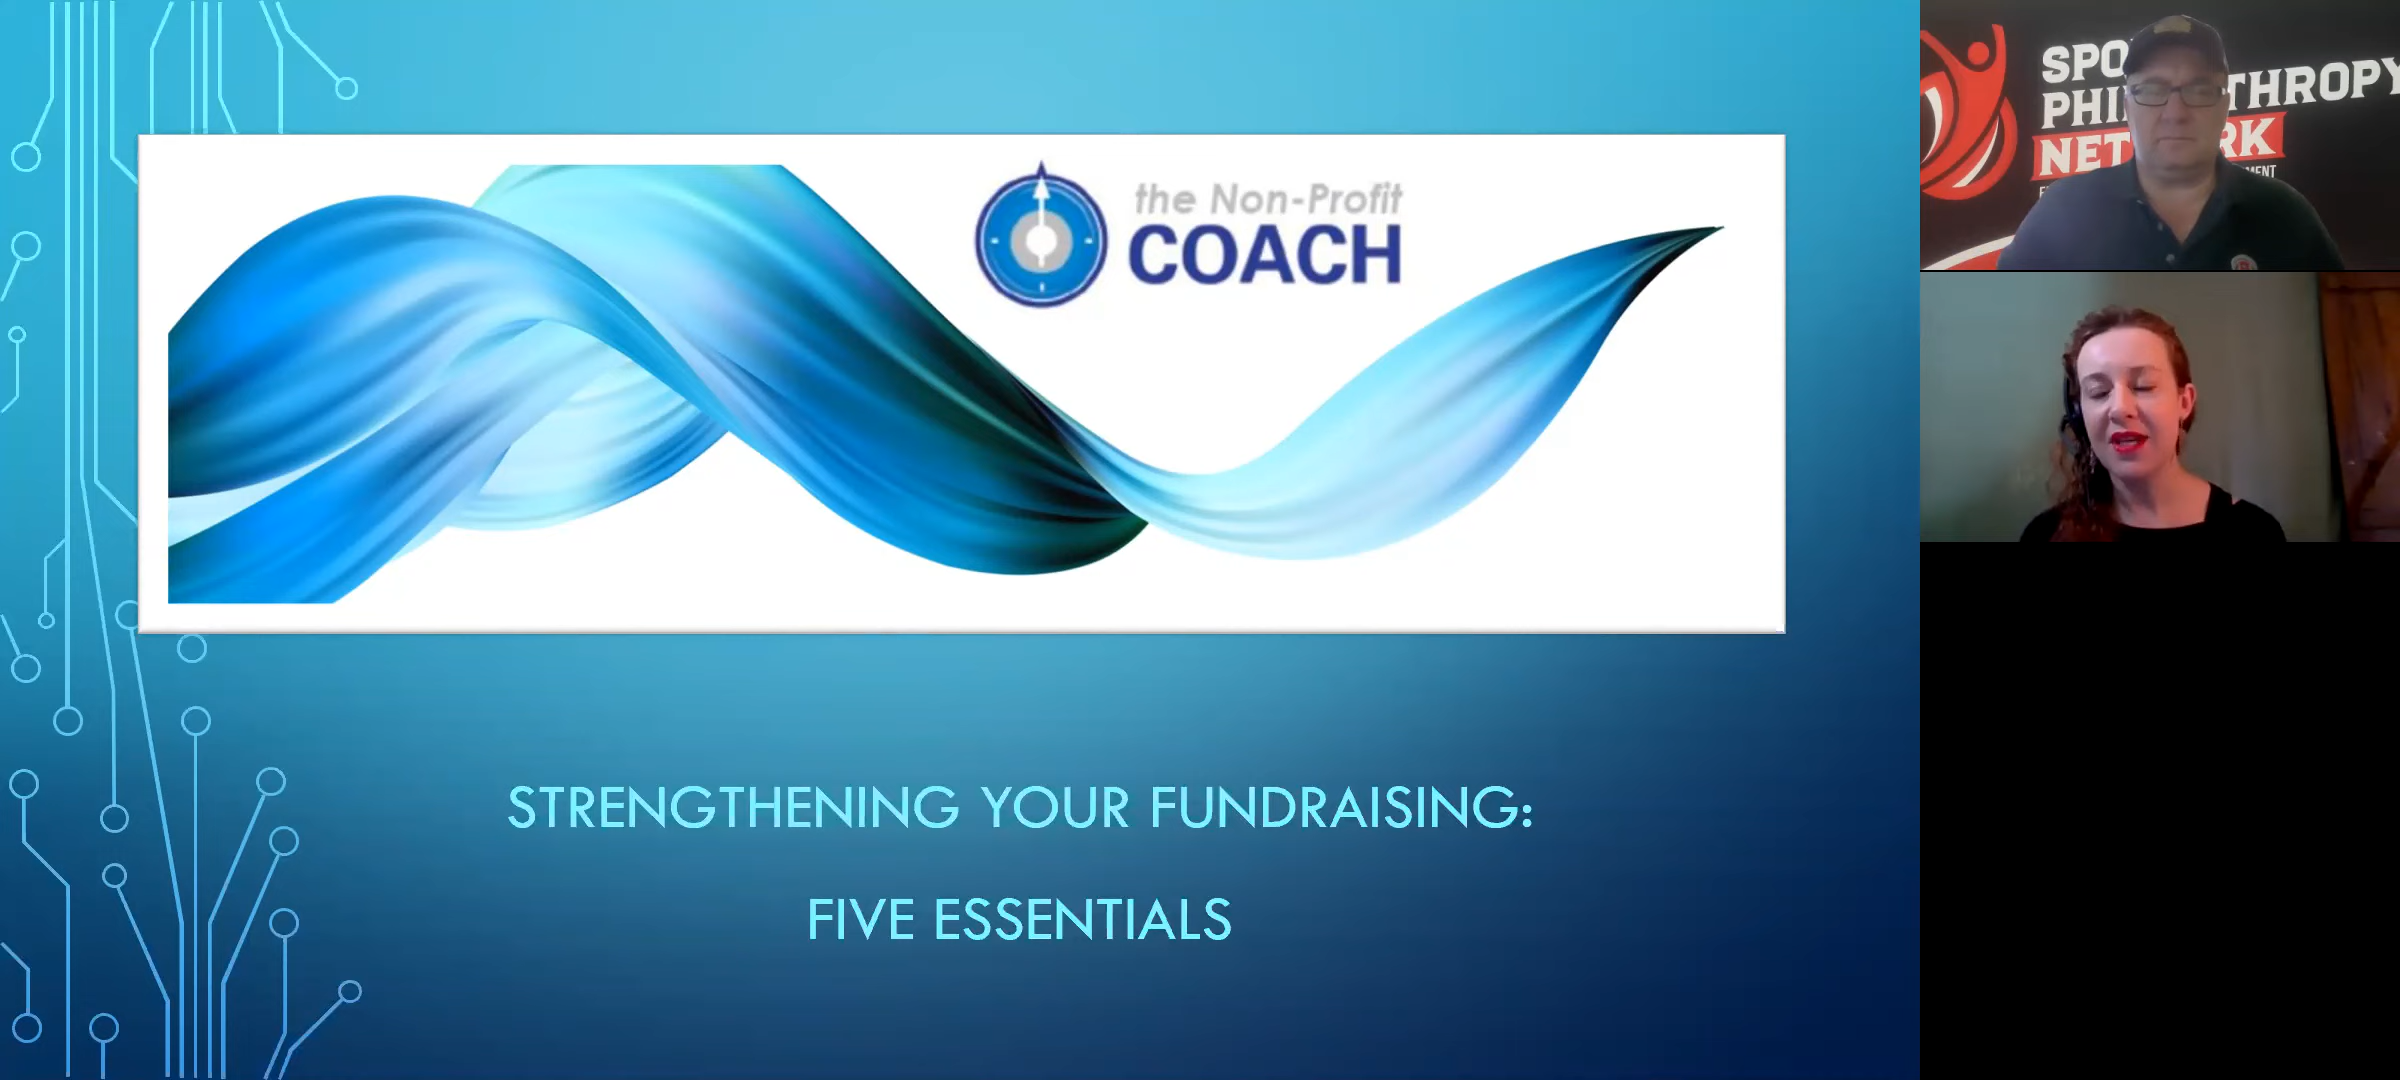 the Non-Profit
COACH
STRENGTHENING YOUR FUNDRAISING:
FIVE ESSENTIALS